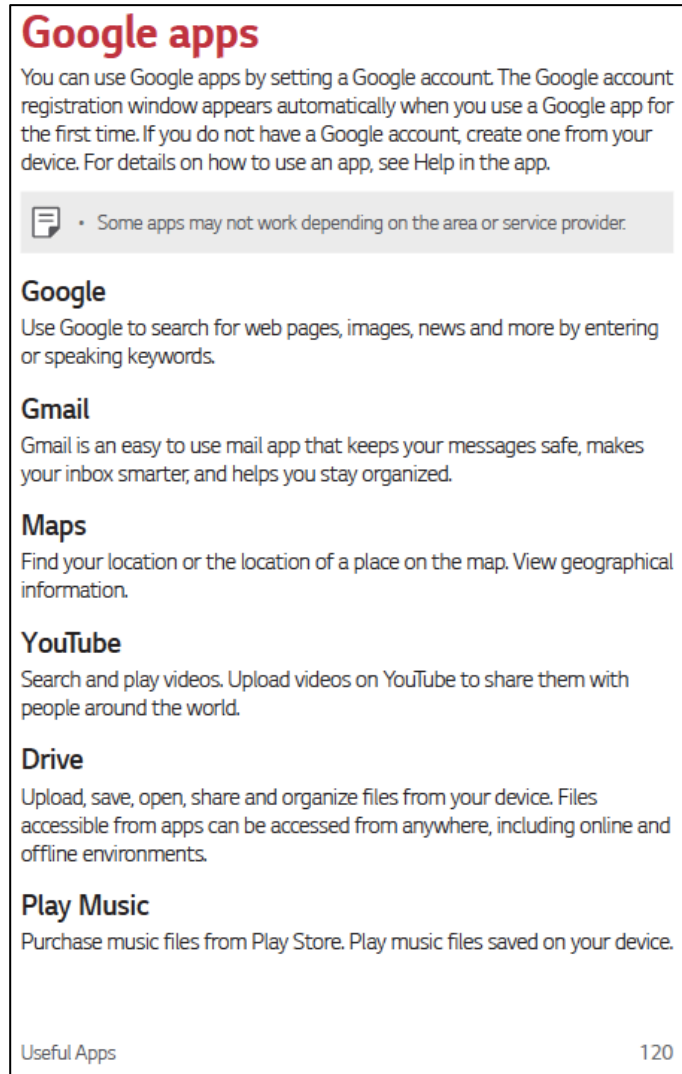 Google apps
You can use Google apps by setting a Google account. The Google account
registration window appears automatically when you use a Google app for
the first time. If you do not have a Google account, create one from your
device. For details on how to use an app, see Help in the app.
• Some apps may not work depending on the area or service provider.
Google
Use Google to search for web pages, images, news and more by entering
or speaking keywords.
Gmail
Gmail is an easy to use mail app that keeps your messages safe, makes
your inbox smarter, and helps you stay organized.
Maps
Find your location or the location of a place on the map. View geographical
information.
YouTube
Search and play videos. Upload videos on YouTube to share them with
people around the world.
Drive
Upload, save, open, share and organize files from your device. Files
accessible from apps can be accessed from anywhere, including online and
offline environments.
Play Music
Purchase music files from Play Store. Play music files saved on your device.
Useful Apps 120